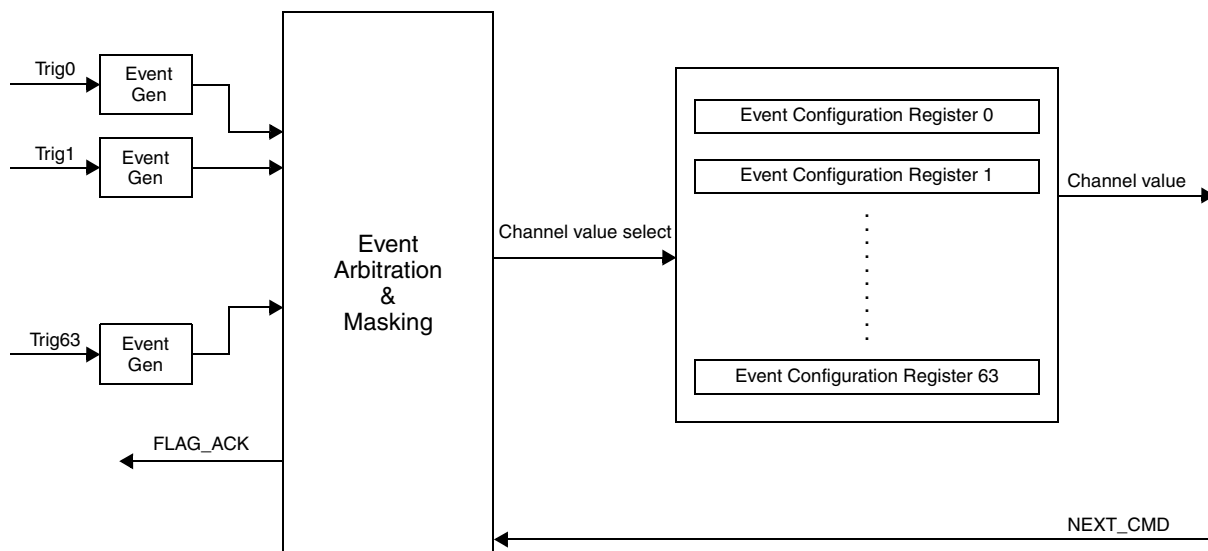 Trig0
Event
Gen
Trig1
Event
Gen
Trig63
Event
Gen
FLAG_ACK
Event
Arbitration
&
Masking
Channel value select
Event Configuration Register 0
Event Configuration Register 1
Event Configuration Register 63
Channel value
NEXT_CMD